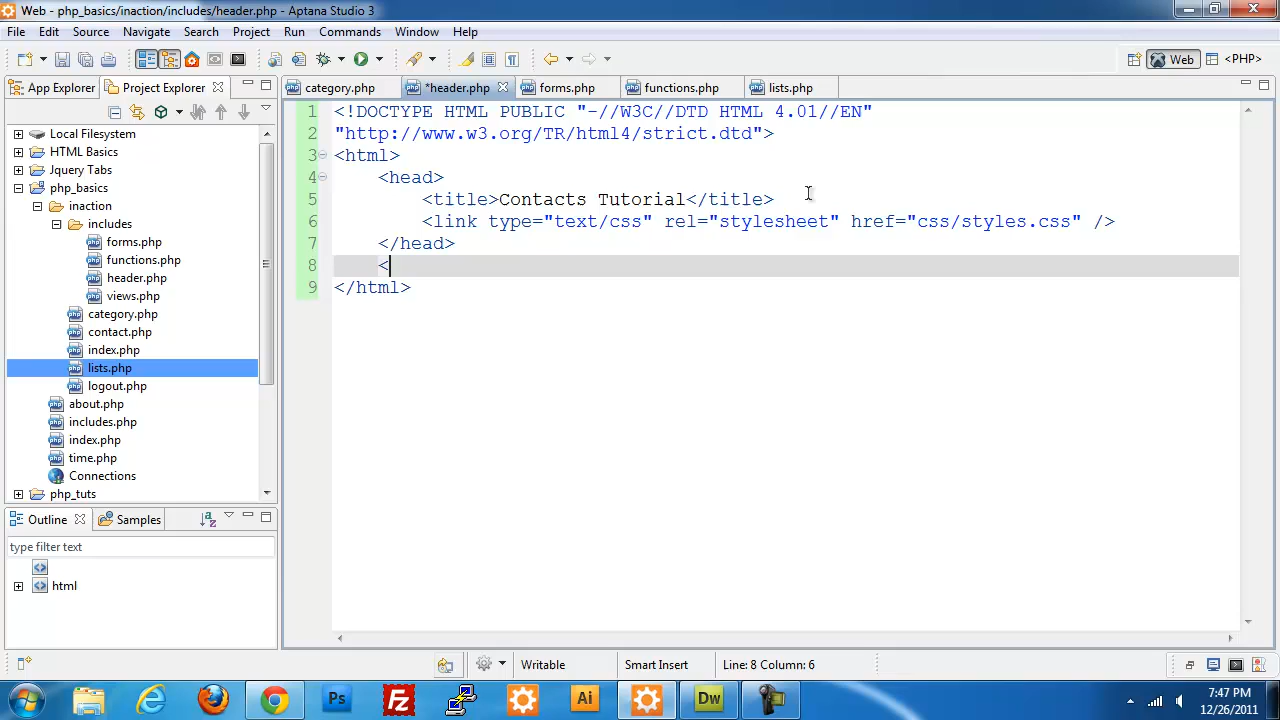 Web - php_basics/inaction/includes/header.php - Aptana Studio 3
File Edit Source Navigate Search Project Run Commands Window Help
Web <PHP>
App Explorer Project Explorer category.php *header.php forms.php functions.php lists.php
Local Filesystem
HTML Basics
Jquery Tabs
php_basics
inaction
includes
forms.php
functions.php
header.php
views.php
category.php
contact.php
index.php
lists.php
logout.php
about.php
includes.php
index.php
time.php
Connections
php_tuts
1 <!DOCTYPE HTML PUBLIC "-//W3C//DTD HTML 4.01//EN"
2 "http://www.w3.org/TR/html4/strict.dtd">
3 <html>
4 <head>
5 <title>Contacts Tutorial</title>
6 <link type="text/css" rel="stylesheet" href="css/styles.css" />
7 </head>
8 <
9 </html>
Outline Samples
type filter text
<>
<> html
Writable Smart Insert Line: 8 Column: 6
Ps Fz Ai Dw
7:47 PM
12/26/2011